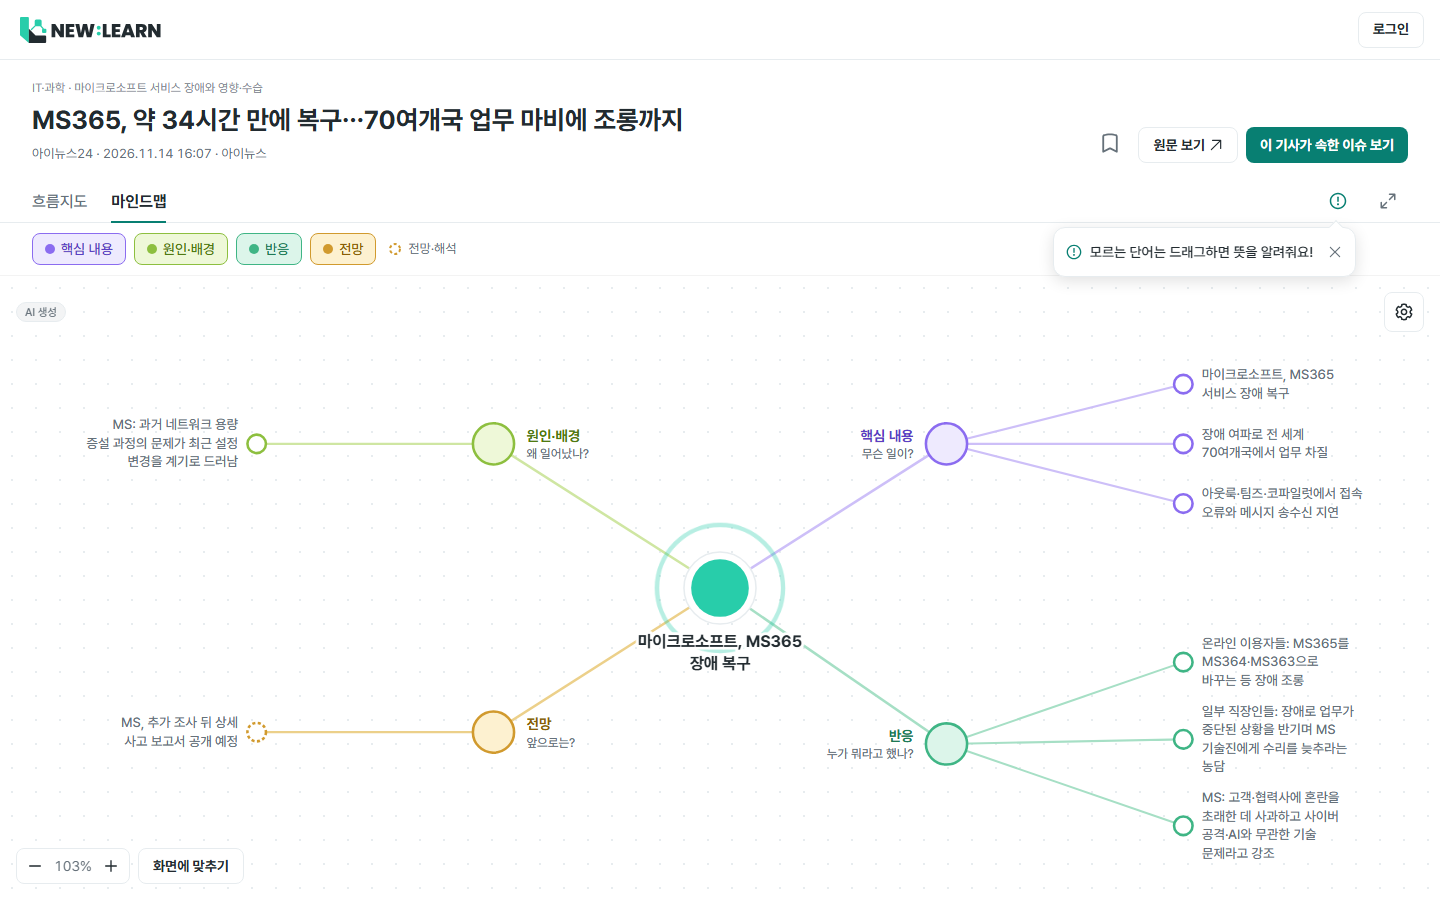 NEW:LEARN
로그인
IT·과학 · 마이크로소프트 서비스 장애와 영향·수습
MS365, 약 34시간 만에 복구…70여개국 업무 마비에 조롱까지
아이뉴스24 · 2026.11.14 16:07 · 아이뉴스
원문 보기
이 기사가 속한 이슈 보기
흐름지도
마인드맵
핵심 내용
원인·배경
반응
전망
전망·해석
모르는 단어는 드래그하면 뜻을 알려줘요!
AI 생성
MS: 과거 네트워크 용량
증설 과정의 문제가 최근 설정
변경을 계기로 드러남
원인·배경
왜 일어났나?
핵심 내용
무슨 일이?
마이크로소프트, MS365
서비스 장애 복구
장애 여파로 전 세계
70여개국에서 업무 차질
아웃룩·팀즈·코파일럿에서 접속
오류와 메시지 송수신 지연
마이크로소프트, MS365
장애 복구
MS, 추가 조사 뒤 상세
사고 보고서 공개 예정
전망
앞으로는?
반응
누가 뭐라고 했나?
온라인 이용자들: MS365를
MS364·MS363으로
바꾸는 등 장애 조롱
일부 직장인들: 장애로 업무가
중단된 상황을 반기며 MS
기술진에게 수리를 늦추라는
농담
MS: 고객·협력사에 혼란을
초래한 데 사과하고 사이버
공격·AI와 무관한 기술
문제라고 강조
103%
화면에 맞추기